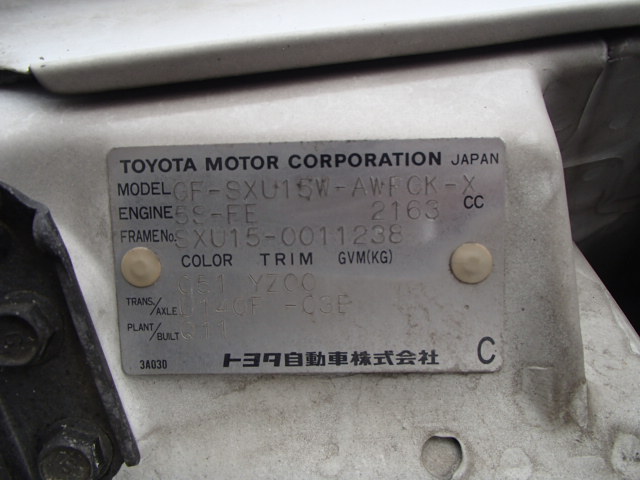 TOYOTA MOTOR CORPORATION JAPAN
MODEL GF-SXU15W-AWPGK-X
ENGINE 5S-FE 2163 CC
FRAME No. SXU15-0011238
COLOR TRIM GVM(KG)
YZ00
TRANS./AXLE
PLANT/BUILT
3A030 トヨタ自動車株式会社 C